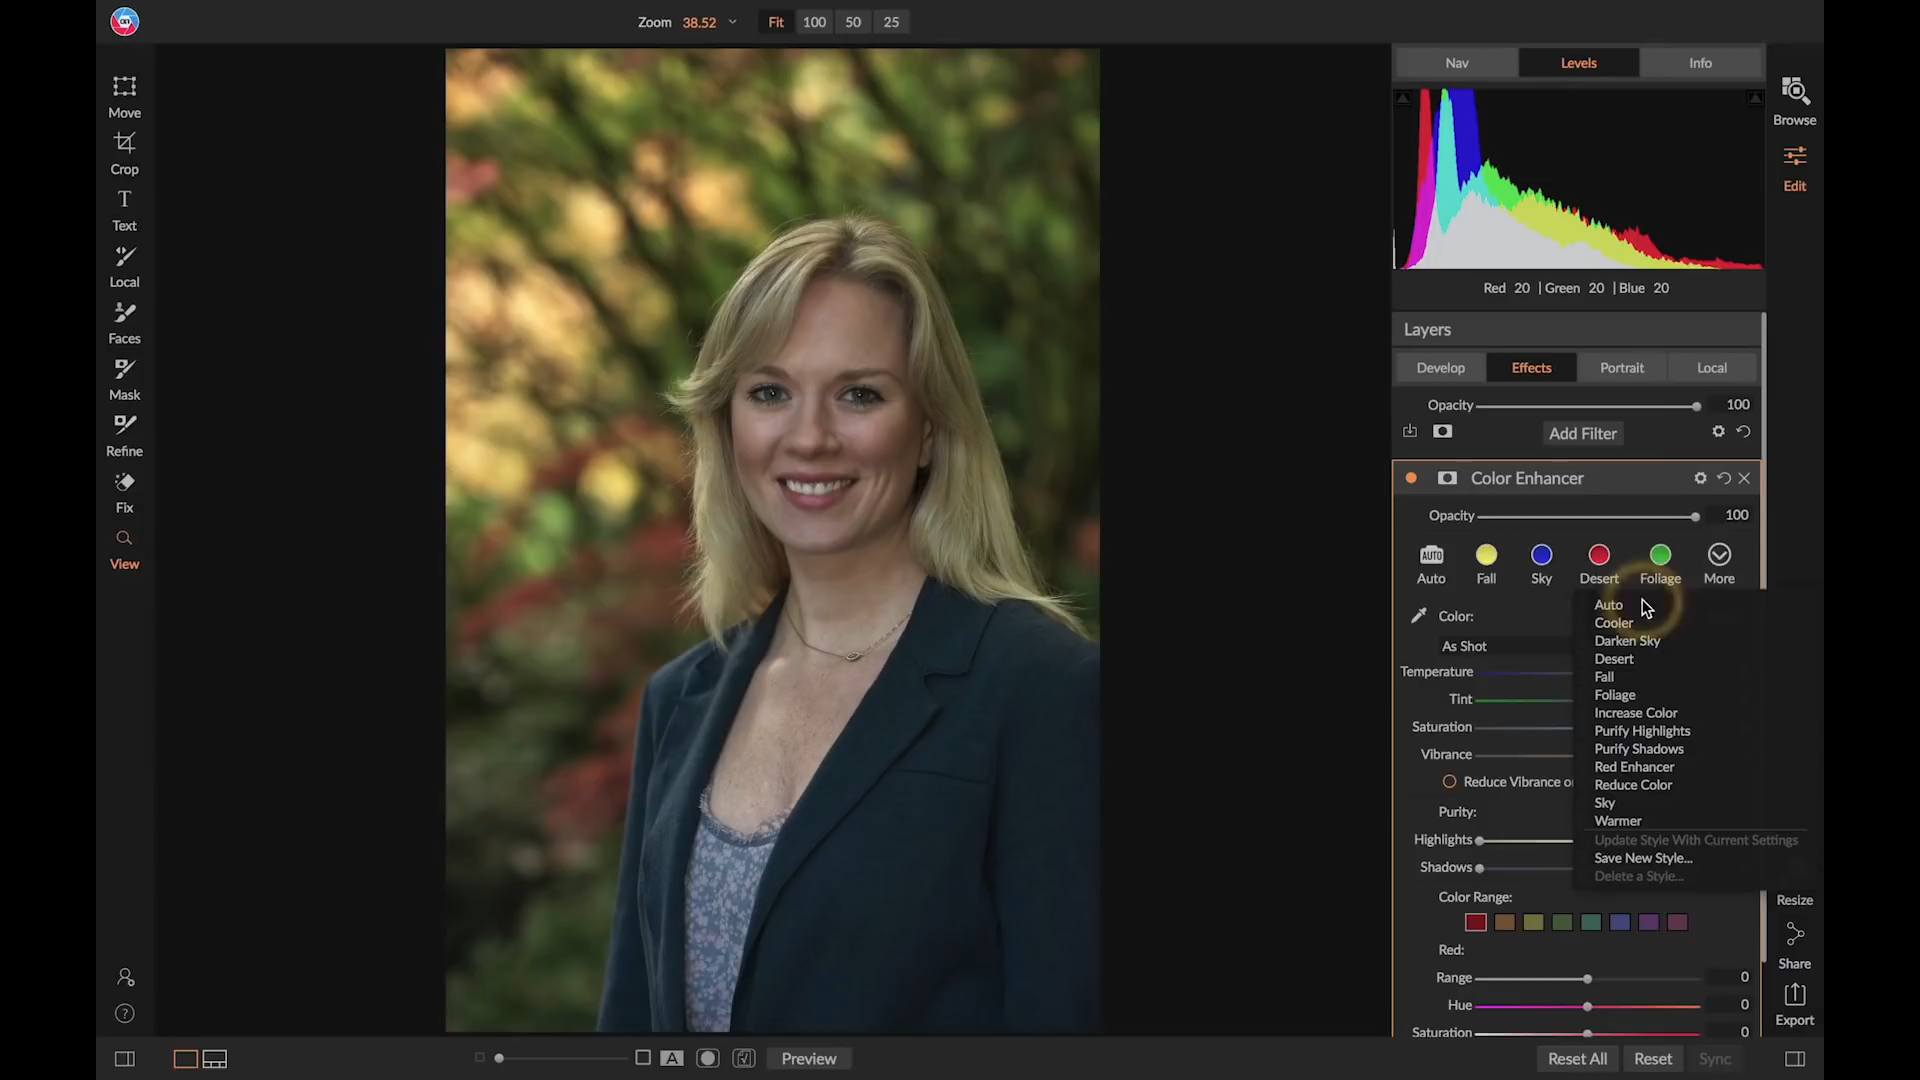 Zoom 38.52 Fit 100 50 25
Move
Crop
T
Text
Local
Faces
Mask
Refine
Fix
View
Nav Levels Info
Red 20 | Green 20 | Blue 20
Layers
Develop Effects Portrait Local
Opacity 100
Add Filter
Color Enhancer
Opacity 100
AUTO
Auto Fall Sky Desert Foliage More
Color:
As Shot
Temperature
Tint
Saturation
Vibrance
Reduce Vibrance
Purity:
Highlights
Shadows
Auto
Cooler
Darken Sky
Desert
Fall
Foliage
Increase Color
Purify Highlights
Purify Shadows
Red Enhancer
Reduce Color
Sky
Warmer
Update Style With Current Settings
Save New Style...
Delete a Style...
Color Range:
Red:
Range 0
Hue 0
Saturation 0
Browse
Edit
Resize
Share
Export
?
A
Preview
Reset All Reset Sync